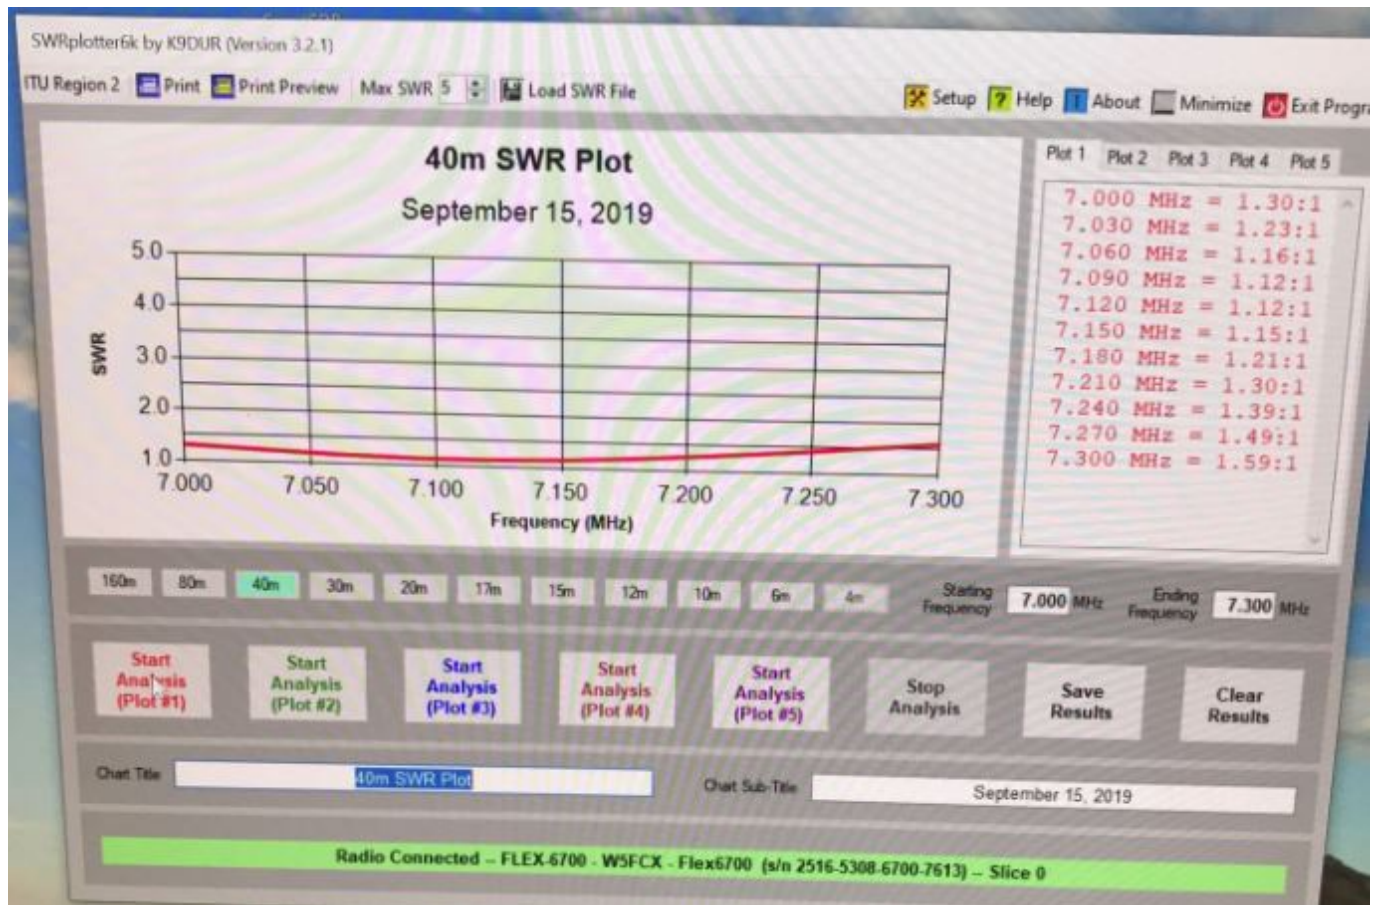 SWRplotter6k by K9DUR (Version 3.2.1)
ITU Region 2 Print Print Preview Max SWR 5 Load SWR File Setup Help About Minimize Exit Progra
40m SWR Plot
September 15, 2019
5.0
4.0
3.0
2.0
1.0
SWR
7.000 7.050 7.100 7.150 7.200 7.250 7.300
Frequency (MHz)
Plot 1 Plot 2 Plot 3 Plot 4 Plot 5
7.000 MHz = 1.30:1
7.030 MHz = 1.23:1
7.060 MHz = 1.16:1
7.090 MHz = 1.12:1
7.120 MHz = 1.12:1
7.150 MHz = 1.15:1
7.180 MHz = 1.21:1
7.210 MHz = 1.30:1
7.240 MHz = 1.39:1
7.270 MHz = 1.49:1
7.300 MHz = 1.59:1
160m 80m 40m 30m 20m 17m 15m 12m 10m 6m 4m
Starting
Frequency
7.000 MHz
Ending
Frequency
7.300 MHz
Start
Analysis
(Plot #1)
Start
Analysis
(Plot #2)
Start
Analysis
(Plot #3)
Start
Analysis
(Plot #4)
Start
Analysis
(Plot #5)
Stop
Analysis
Save
Results
Clear
Results
Chart Title 40m SWR Plot Chart Sub-Title September 15, 2019
Radio Connected -- FLEX-6700 - W5FCX - Flex6700 (s/n 2516-5308-6700-7613) -- Slice 0